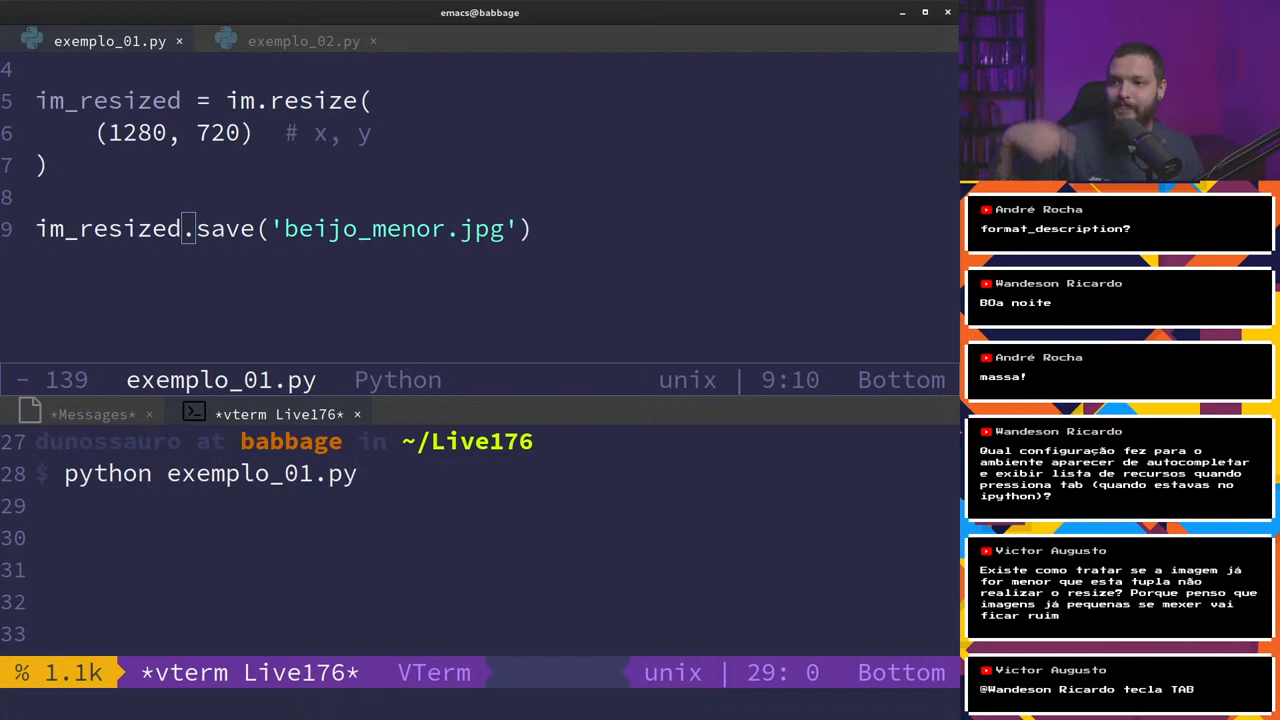 emacs@babbage
exemplo_01.py ×
exemplo_02.py ×
4
5 im_resized = im.resize(
6 (1280, 720) # x, y
7 )
8
9 im_resized.save('beijo_menor.jpg')
- 139 exemplo_01.py Python unix | 9:10 Bottom
*Messages* × *vterm Live176* ×
27 dunossauro at babbage in ~/Live176
28 $ python exemplo_01.py
29
30
31
32
33
% 1.1k *vterm Live176* VTerm unix | 29: 0 Bottom
André Rocha
format_description?
Wandeson Ricardo
BOa noite
André Rocha
massa!
Wandeson Ricardo
Qual configuração fez para o
ambiente aparecer de autocompletar
e exibir lista de recursos quando
pressiona tab (quando estavas no
ipython)?
Victor Augusto
Existe como tratar se a imagem já
for menor que esta tupla não
realizar o resize? Porque penso que
imagens já pequenas se mexer vai
ficar ruim
Victor Augusto
@Wandeson Ricardo tecla TAB